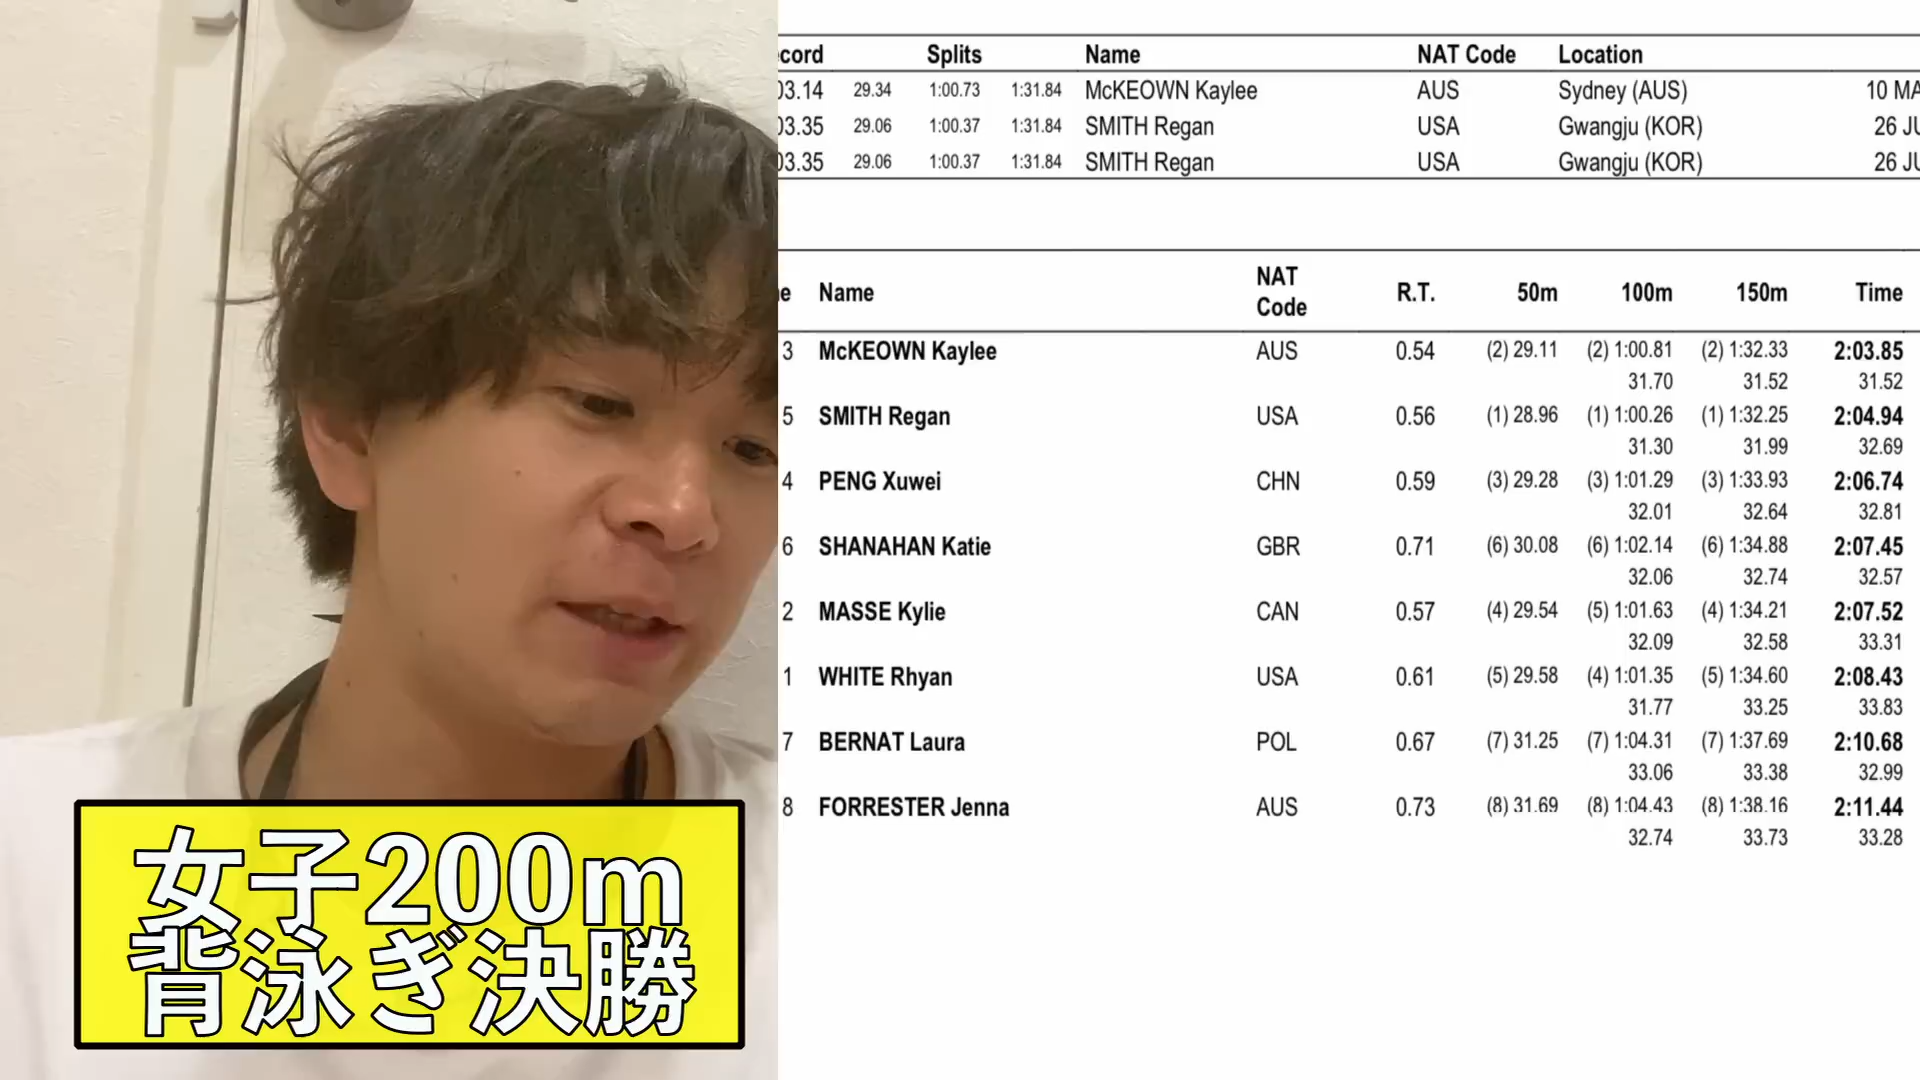 cord Splits Name NAT Code Location
03.14 29.34 1:00.73 1:31.84 McKEOWN Kaylee AUS Sydney (AUS) 10 MA
03.35 29.06 1:00.37 1:31.84 SMITH Regan USA Gwangju (KOR) 26 JU
03.35 29.06 1:00.37 1:31.84 SMITH Regan USA Gwangju (KOR) 26 JU
e Name NAT Code R.T. 50m 100m 150m Time
3 McKEOWN Kaylee AUS 0.54 (2) 29.11 (2) 1:00.81 (2) 1:32.33 2:03.85
31.70 31.52 31.52
5 SMITH Regan USA 0.56 (1) 28.96 (1) 1:00.26 (1) 1:32.25 2:04.94
31.30 31.99 32.69
4 PENG Xuwei CHN 0.59 (3) 29.28 (3) 1:01.29 (3) 1:33.93 2:06.74
32.01 32.64 32.81
6 SHANAHAN Katie GBR 0.71 (6) 30.08 (6) 1:02.14 (6) 1:34.88 2:07.45
32.06 32.74 32.57
2 MASSE Kylie CAN 0.57 (4) 29.54 (5) 1:01.63 (4) 1:34.21 2:07.52
32.09 32.58 33.31
1 WHITE Rhyan USA 0.61 (5) 29.58 (4) 1:01.35 (5) 1:34.60 2:08.43
31.77 33.25 33.83
7 BERNAT Laura POL 0.67 (7) 31.25 (7) 1:04.31 (7) 1:37.69 2:10.68
33.06 33.38 32.99
8 FORRESTER Jenna AUS 0.73 (8) 31.69 (8) 1:04.43 (8) 1:38.16 2:11.44
32.74 33.73 33.28
女子200m
背泳ぎ決勝